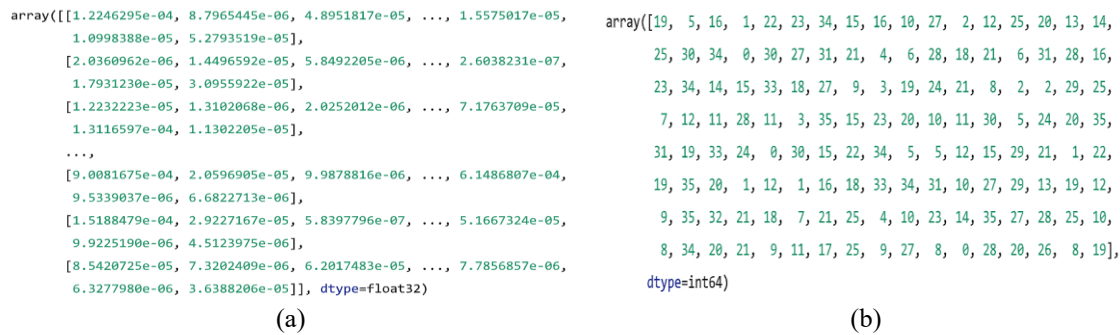 array([[1.2246295e-04, 8.7965445e-06, 4.8951817e-05, ..., 1.5575017e-05,
1.0998388e-05, 5.2793519e-05],
[2.0360962e-06, 1.4496592e-05, 5.8492205e-06, ..., 2.6038231e-07,
1.7931230e-05, 3.0955922e-05],
[1.2232223e-05, 1.3102068e-06, 2.0252012e-06, ..., 7.1763709e-05,
1.3116597e-04, 1.1302205e-05],
...,
[9.0081675e-04, 2.0596905e-05, 9.9878816e-06, ..., 6.1486807e-04,
9.5339037e-06, 6.6822713e-06],
[1.5188479e-04, 2.9227167e-05, 5.8397796e-07, ..., 5.1667324e-05,
9.9225190e-06, 4.5123975e-06],
[8.5420725e-05, 7.3202409e-06, 6.2017483e-05, ..., 7.7856857e-06,
6.3277980e-06, 3.6388206e-05]], dtype=float32)
(a)
array([19, 5, 16, 1, 22, 23, 34, 15, 16, 10, 27, 2, 12, 25, 20, 13, 14,
25, 30, 34, 0, 30, 27, 31, 21, 4, 6, 28, 18, 21, 6, 31, 28, 16,
23, 34, 14, 15, 33, 18, 27, 9, 3, 19, 24, 21, 8, 2, 2, 29, 25,
7, 12, 11, 28, 11, 3, 35, 15, 23, 20, 10, 11, 30, 5, 24, 20, 35,
31, 19, 33, 24, 0, 30, 15, 22, 34, 5, 5, 12, 15, 29, 21, 1, 22,
19, 35, 20, 1, 12, 1, 16, 18, 33, 34, 31, 10, 27, 29, 13, 19, 12,
9, 35, 32, 21, 18, 7, 21, 25, 4, 10, 23, 14, 35, 27, 28, 25, 10,
8, 34, 20, 21, 9, 11, 17, 25, 9, 27, 8, 0, 28, 20, 26, 8, 19],
dtype=int64)
(b)